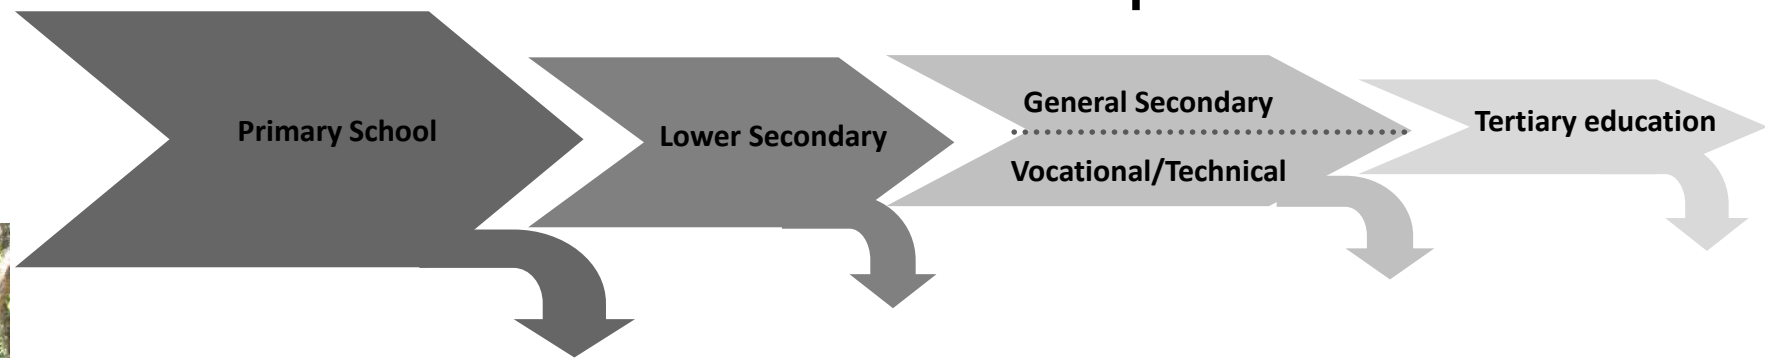 Primary School
Lower Secondary
General Secondary
Vocational/Technical
Tertiary education